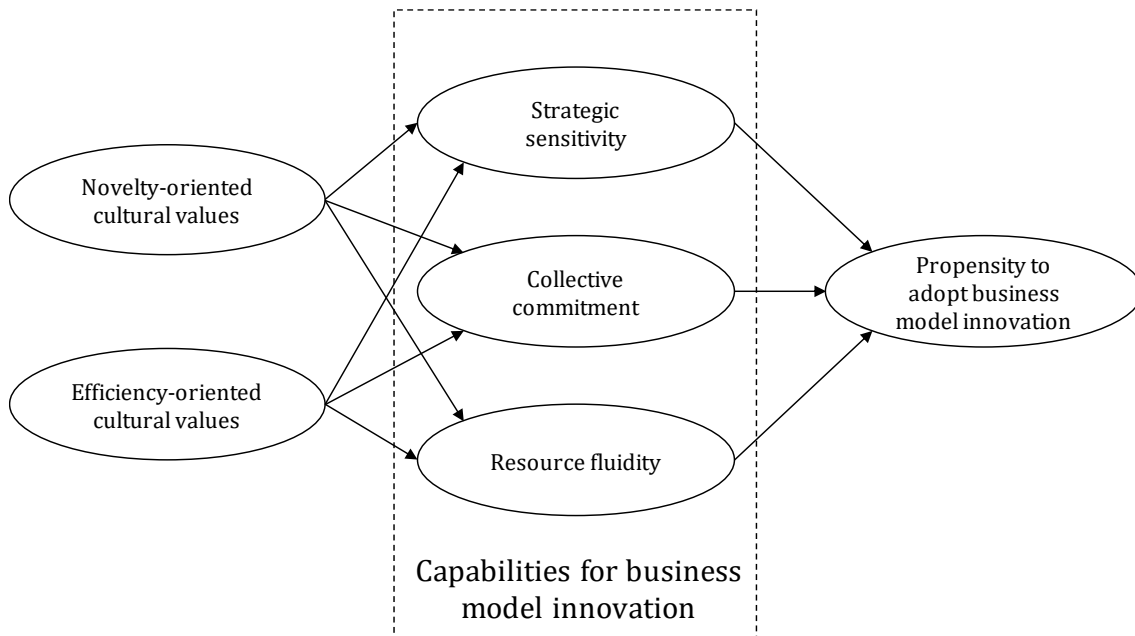 Novelty-oriented
cultural values
Efficiency-oriented
cultural values
Strategic
sensitivity
Collective
commitment
Resource fluidity
Capabilities for business
model innovation
Propensity to
adopt business
model innovation